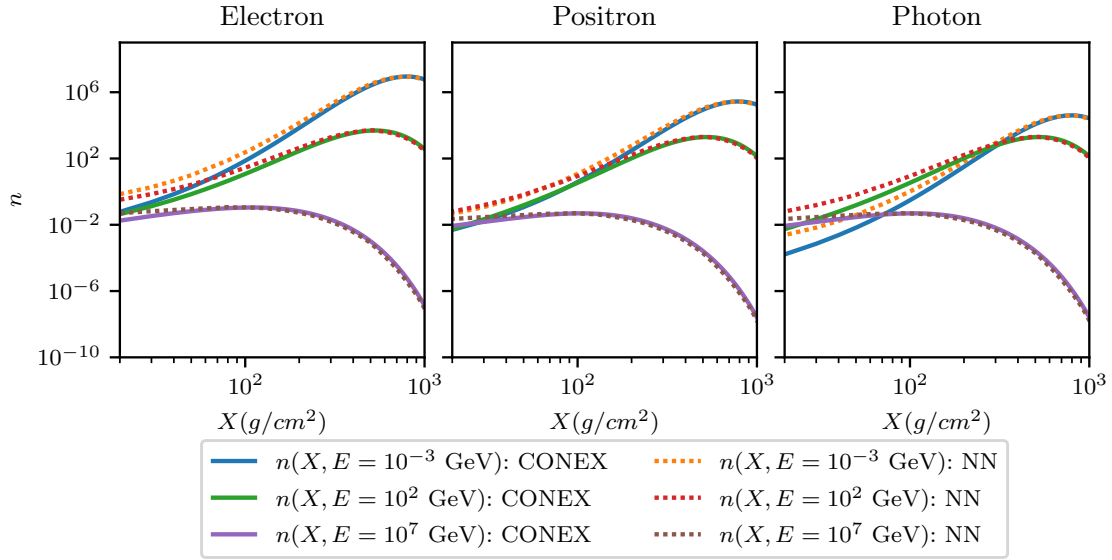 Electron Positron Photon
10^6
10^2
10^{-2}
10^{-6}
10^{-10}
n
10^2 10^3 10^2 10^3 10^2 10^3
X(g/cm^2) X(g/cm^2) X(g/cm^2)
n(X, E = 10^{-3} GeV): CONEX n(X, E = 10^{-3} GeV): NN
n(X, E = 10^2 GeV): CONEX n(X, E = 10^2 GeV): NN
n(X, E = 10^7 GeV): CONEX n(X, E = 10^7 GeV): NN